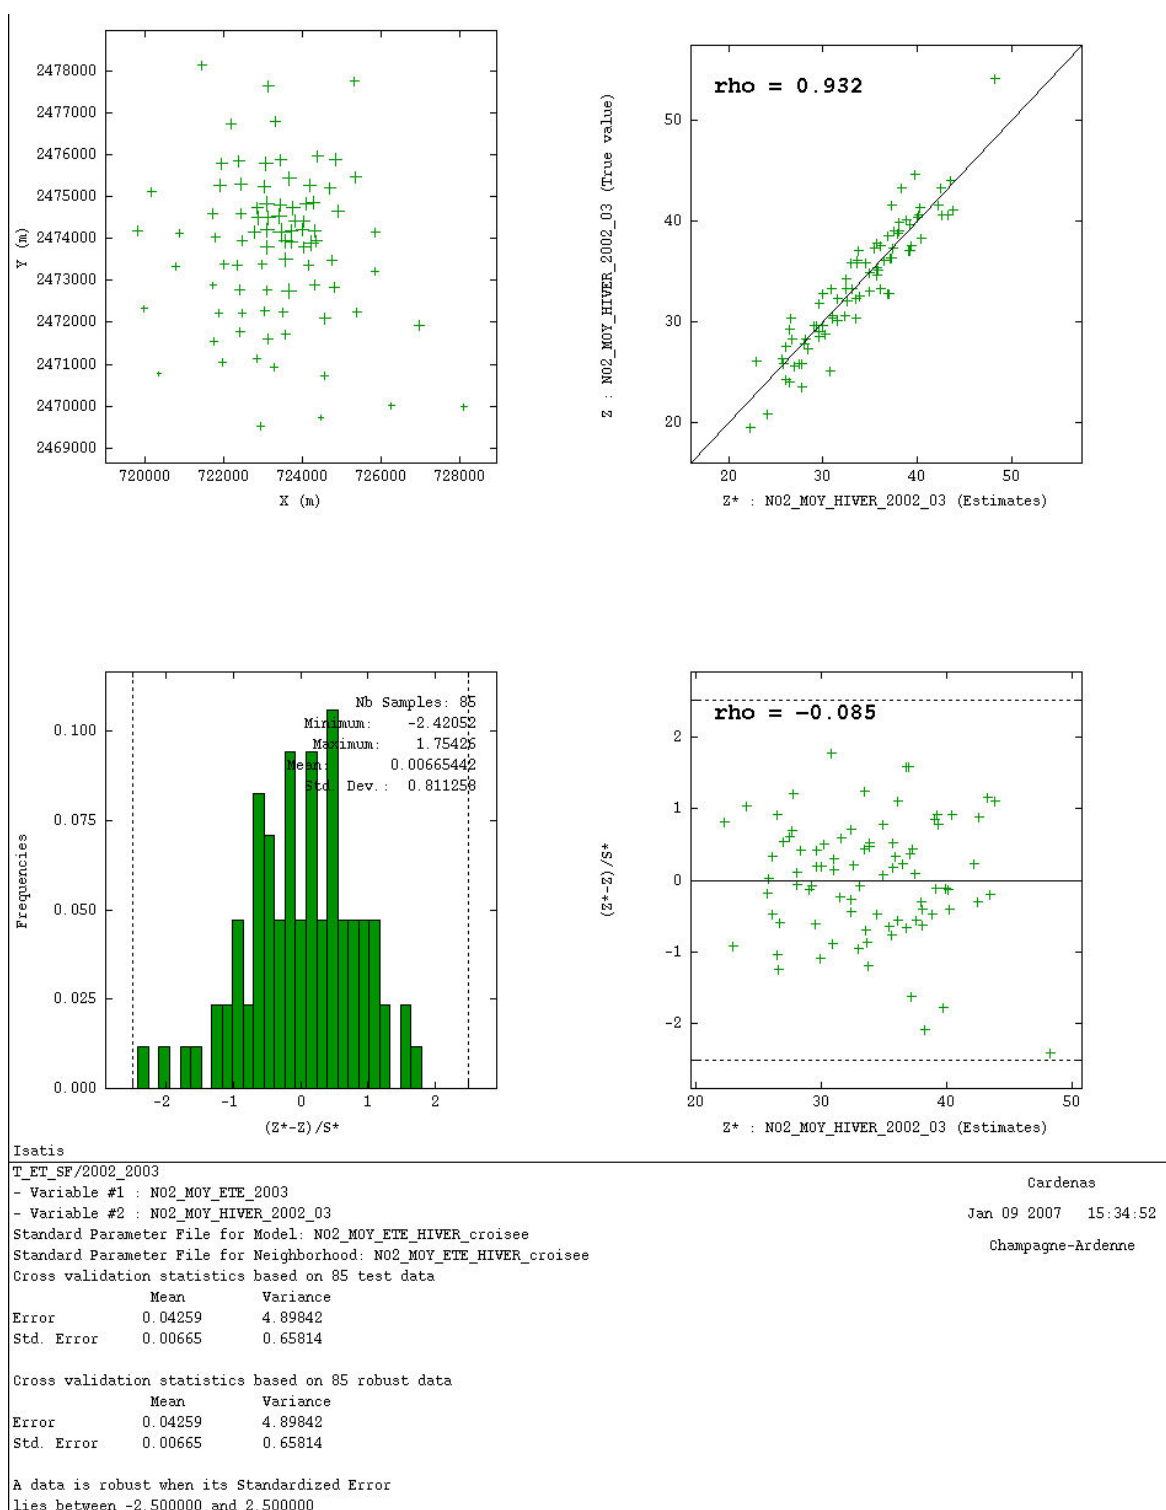 2478000
2477000
2476000
2475000
2474000
2473000
2472000
2471000
2470000
2469000
Y (m)
720000 722000 724000 726000 728000
X (m)
rho = 0.932
50
40
30
20
Z : NO2_MOY_HIVER_2002_03 (True value)
20 30 40 50
Z* : NO2_MOY_HIVER_2002_03 (Estimates)
Nb Samples: 85
Minimum: -2.42052
Maximum: 1.75426
Mean: 0.00665442
Std. Dev.: 0.811258
0.100
0.075
0.050
0.025
0.000
Frequencies
-2 -1 0 1 2
(Z*-Z)/S*
rho = -0.085
2
1
0
-1
-2
(Z*-Z)/S*
20 30 40 50
Z* : NO2_MOY_HIVER_2002_03 (Estimates)
Isatis
T_ET_SF/2002_2003
- Variable #1 : NO2_MOY_ETE_2003
- Variable #2 : NO2_MOY_HIVER_2002_03
Standard Parameter File for Model: NO2_MOY_ETE_HIVER_croisee
Standard Parameter File for Neighborhood: NO2_MOY_ETE_HIVER_croisee
Cross validation statistics based on 85 test data
Mean Variance
Error 0.04259 4.89842
Std. Error 0.00665 0.65814
Cross validation statistics based on 85 robust data
Mean Variance
Error 0.04259 4.89842
Std. Error 0.00665 0.65814
A data is robust when its Standardized Error
lies between -2.500000 and 2.500000
Cardenas
Jan 09 2007 15:34:52
Champagne-Ardenne